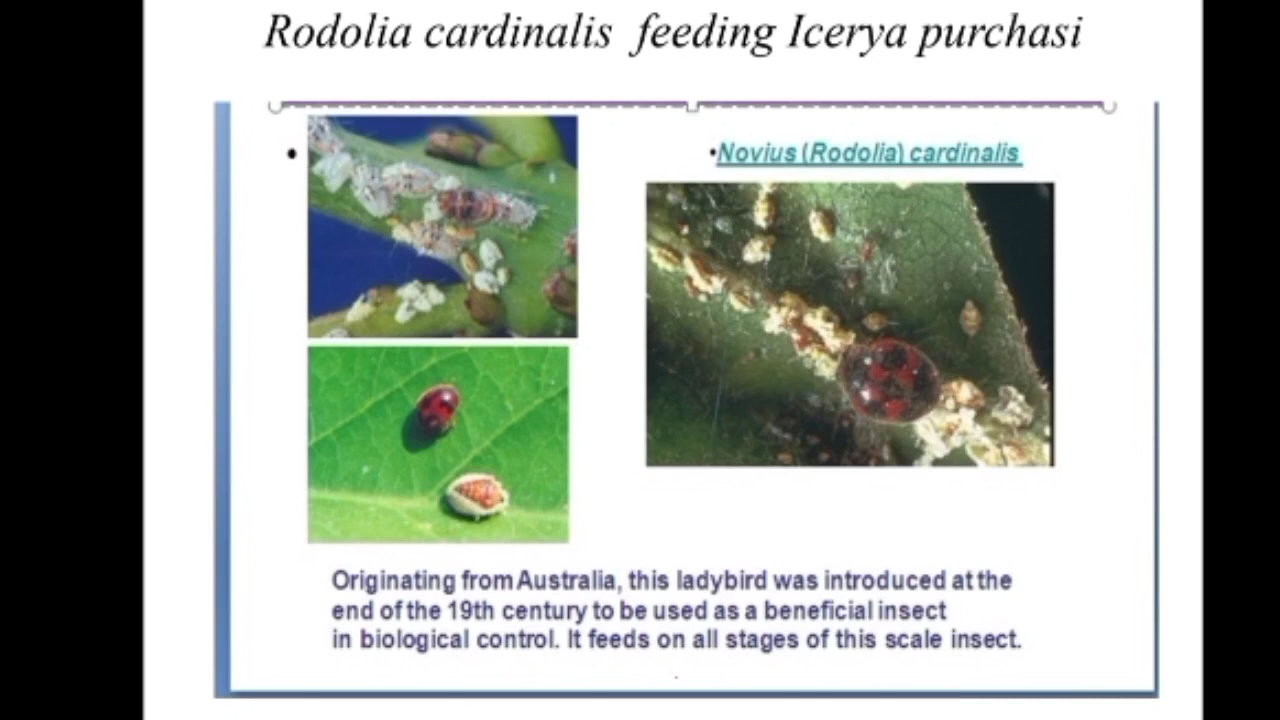 Rodolia cardinalis feeding Icerya purchasi
•
•Novius (Rodolia) cardinalis
Originating from Australia, this ladybird was introduced at the
end of the 19th century to be used as a beneficial insect
in biological control. It feeds on all stages of this scale insect.
.